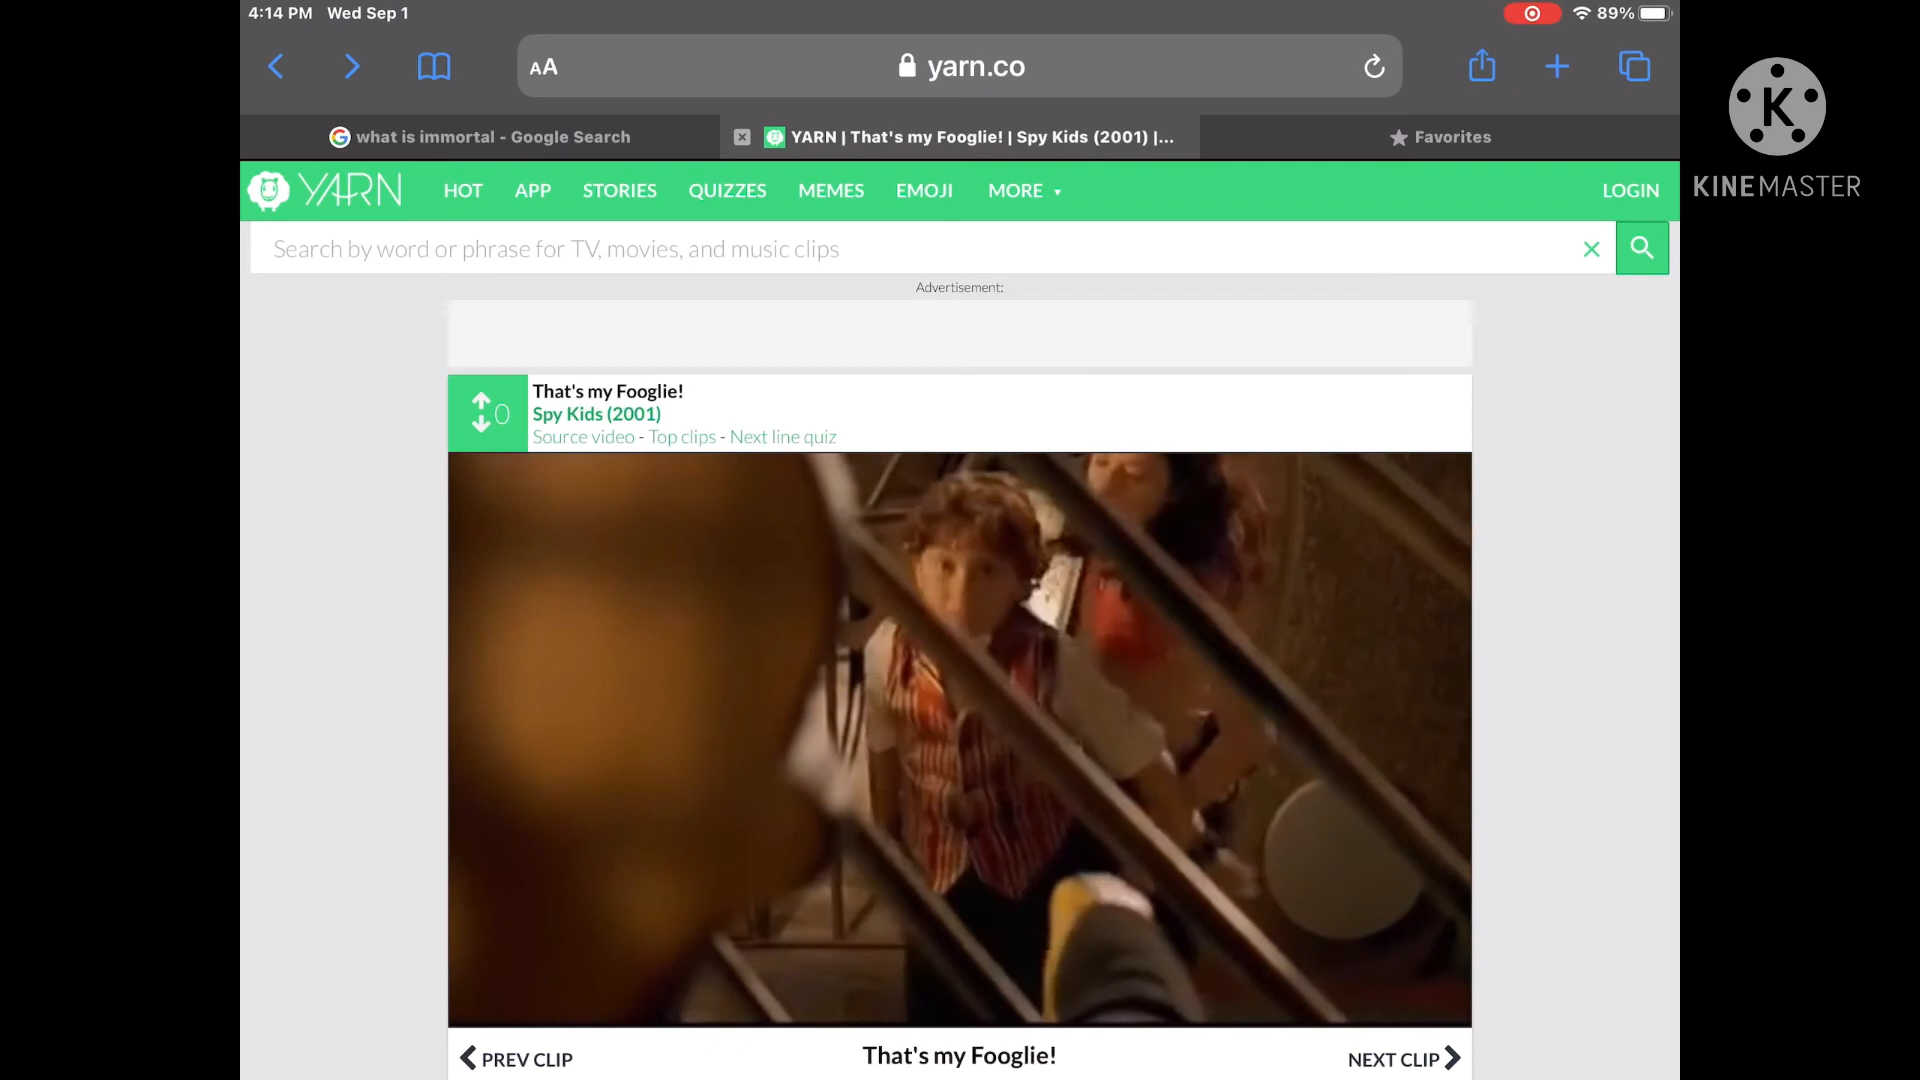 4:14 PM Wed Sep 1
89%
AA
yarn.co
what is immortal - Google Search
YARN | That's my Fooglie! | Spy Kids (2001) |...
Favorites
K
KINEMASTER
YARN
HOT APP STORIES QUIZZES MEMES EMOJI MORE LOGIN
Search by word or phrase for TV, movies, and music clips
Advertisement:
0
That's my Fooglie!
Spy Kids (2001)
Source video - Top clips - Next line quiz
PREV CLIP That's my Fooglie! NEXT CLIP